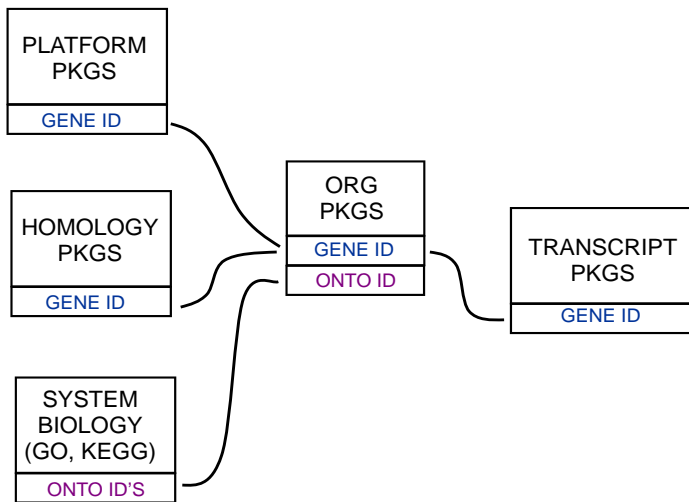 PLATFORM
PKGS
GENE ID
HOMOLOGY
PKGS
GENE ID
SYSTEM
BIOLOGY
(GO, KEGG)
ONTO ID'S
ORG
PKGS
GENE ID
ONTO ID
TRANSCRIPT
PKGS
GENE ID